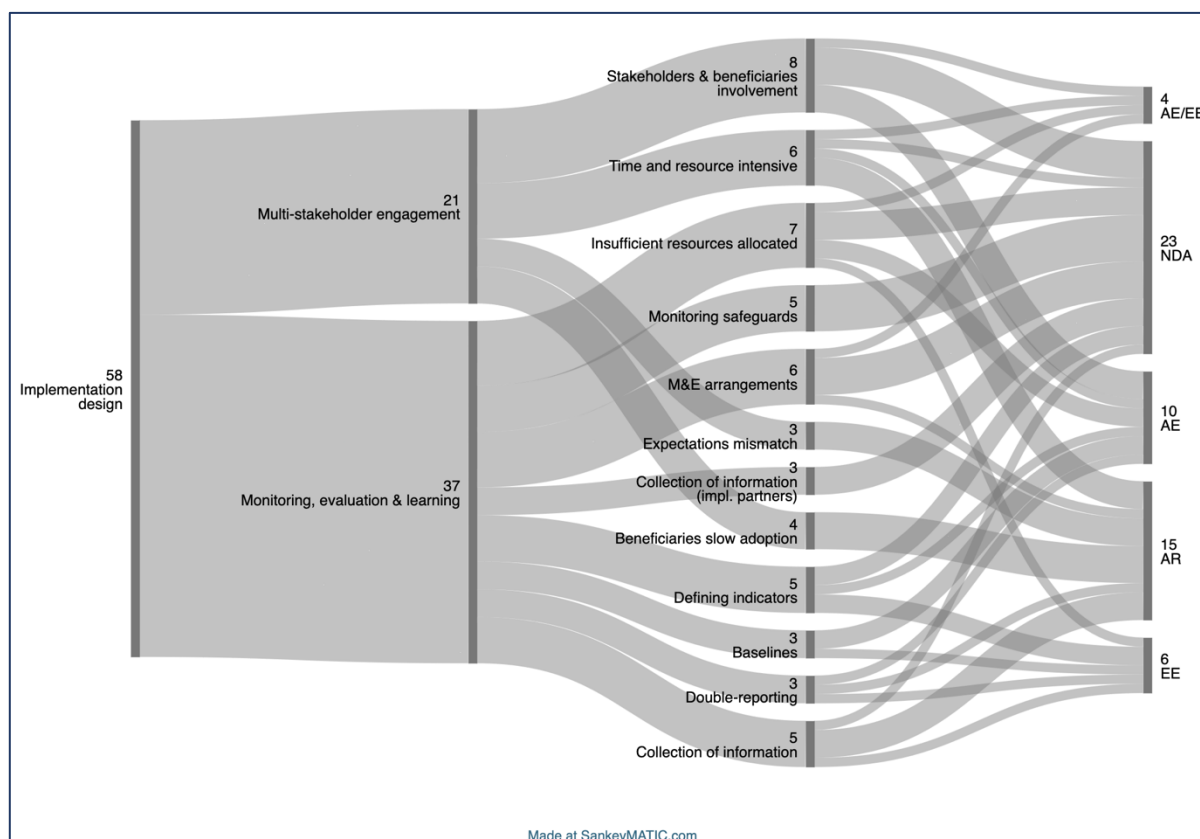 58
Implementation
design
21
Multi-stakeholder engagement
37
Monitoring, evaluation & learning
8
Stakeholders & beneficiaries
involvement
6
Time and resource intensive
7
Insufficient resources allocated
5
Monitoring safeguards
6
M&E arrangements
3
Expectations mismatch
3
Collection of information
(impl. partners)
4
Beneficiaries slow adoption
5
Defining indicators
3
Baselines
3
Double-reporting
5
Collection of information
4
AE/EE
23
NDA
10
AE
15
AR
6
EE
Made at SankeyMATIC.com